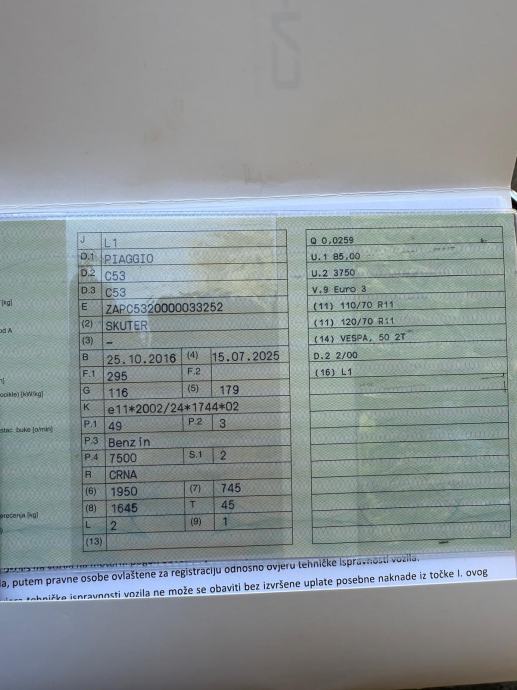 J L1
D.1 PIAGGIO
D.2 C53
D.3 C53
[kg]
E ZAPC5320000033252
(2) SKUTER
od A
(3) –
B 25.10.2016 (4) 15.07.2025
F.1 295 F.2
G 116 (5) 179
[kW/kg]
K e11*2002/24*1744*02
P.1 49 P.2 3
buke [o/min]
P.3 Benzin
P.4 7500 S.1 2
R CRNA
(6) 1950 (7) 745
(8) 1645 T 45
[kg]
L 2 (9) 1
(13)
Q 0,0259
U.1 85,00
U.2 3750
V.9 Euro 3
(11) 110/70 R11
(11) 120/70 R11
(14) VESPA, 50 2T
D.2 2/00
(16) L1
a, putem pravne osobe ovlaštene za registraciju odnosno ovjeru tehničke ispravnosti vozila.
tehničke ispravnosti vozila ne može se obaviti bez izvršene uplate posebne naknade iz točke I. ovog